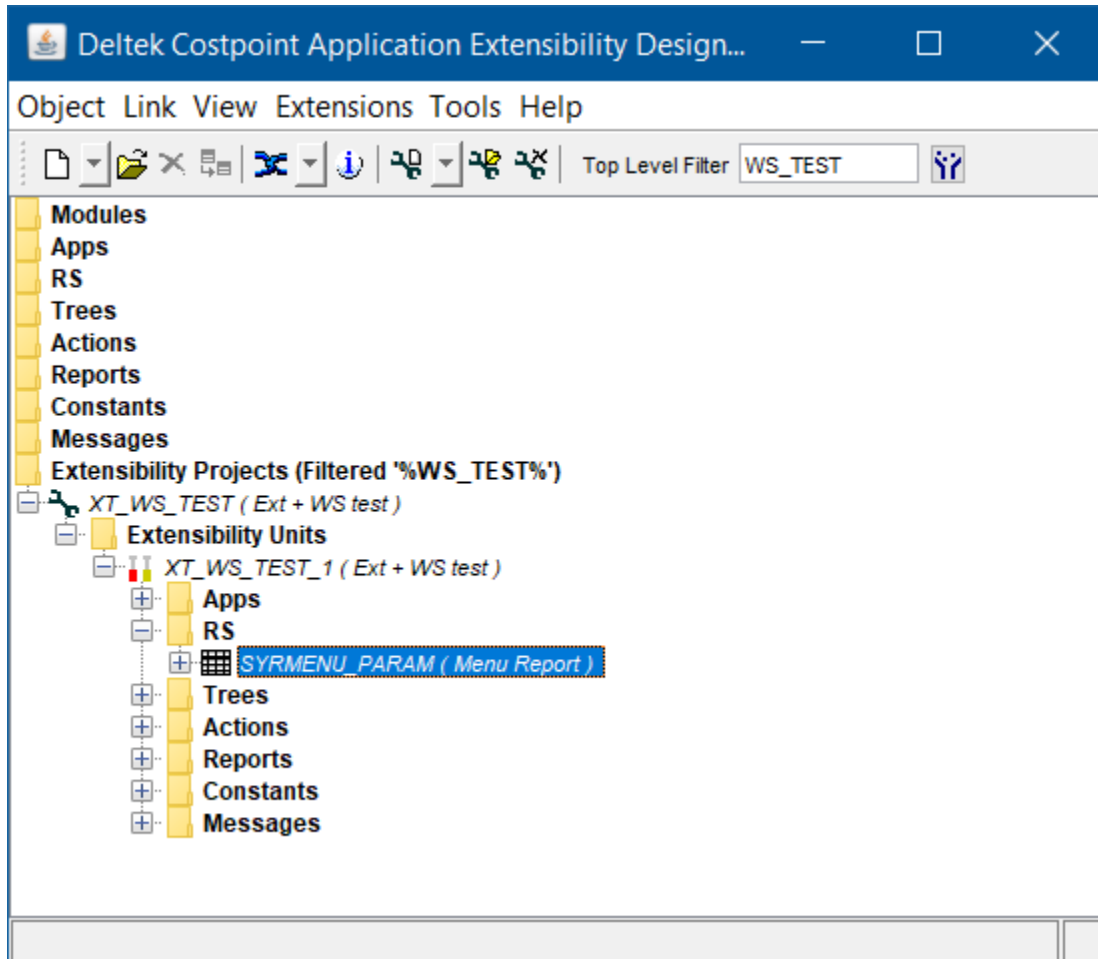 Deltek Costpoint Application Extensibility Design...
Object Link View Extensions Tools Help
Top Level Filter WS_TEST
Modules
Apps
RS
Trees
Actions
Reports
Constants
Messages
Extensibility Projects (Filtered '%WS_TEST%')
XT_WS_TEST ( Ext + WS test )
Extensibility Units
XT_WS_TEST_1 ( Ext + WS test )
Apps
RS
SYRMENU_PARAM ( Menu Report )
Trees
Actions
Reports
Constants
Messages